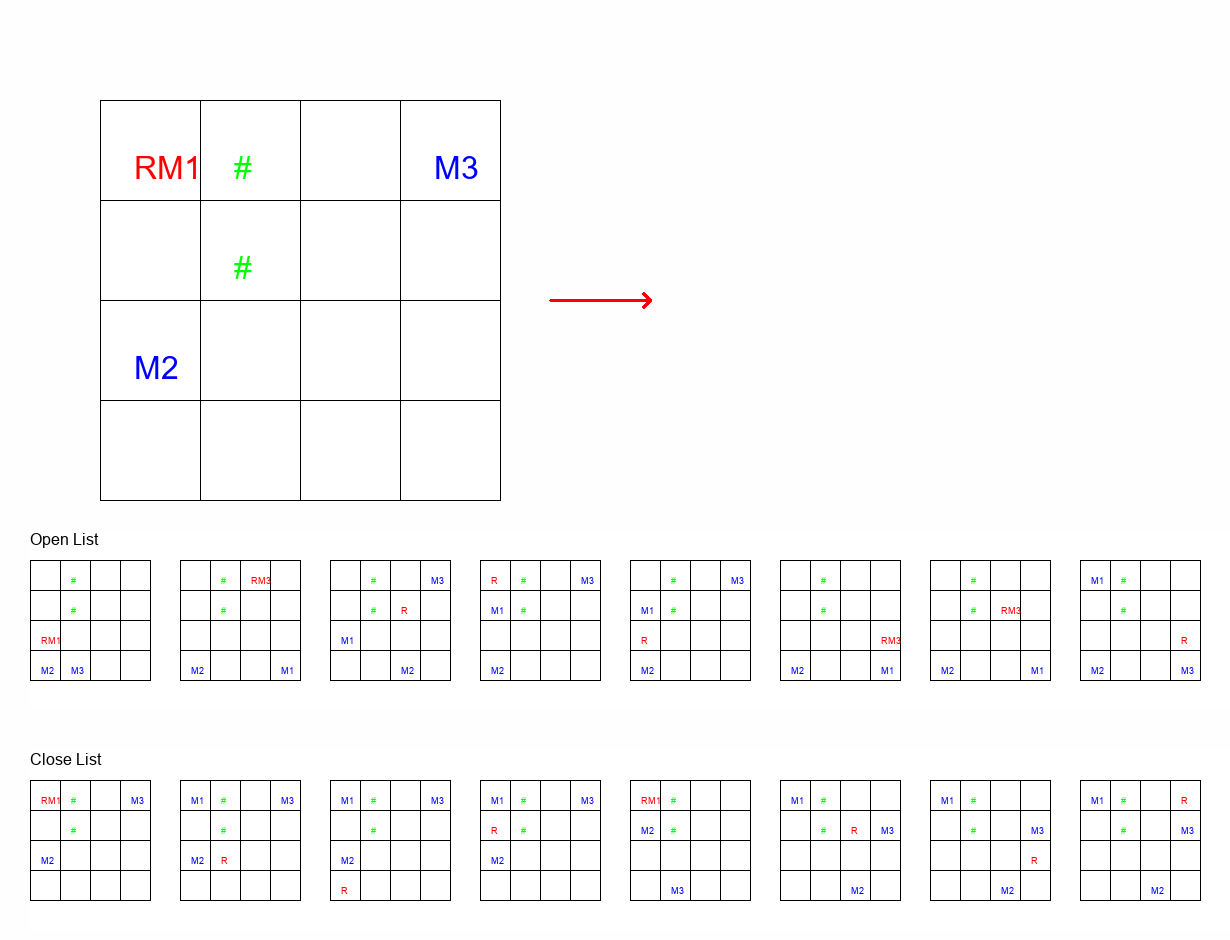 RM1 # M3
#
M2
Open List
# # RM3 # M3 R # M3 # M3 # # M1 #
# # # R M1 # M1 # # # RM3 #
RM1 M1 R RM3 R
M2 M3 M2 M1 M2 M2 M2 M2 M1 M2 M1 M2 M3
Close List
RM1 # M3 M1 # M3 M1 # M3 M1 # M3 RM1 # M1 # M1 # M1 # R
# # # R # M2 # # R M3 # M3 # M3
M2 M2 R M2 M2 R
R M3 M2 M2 M2